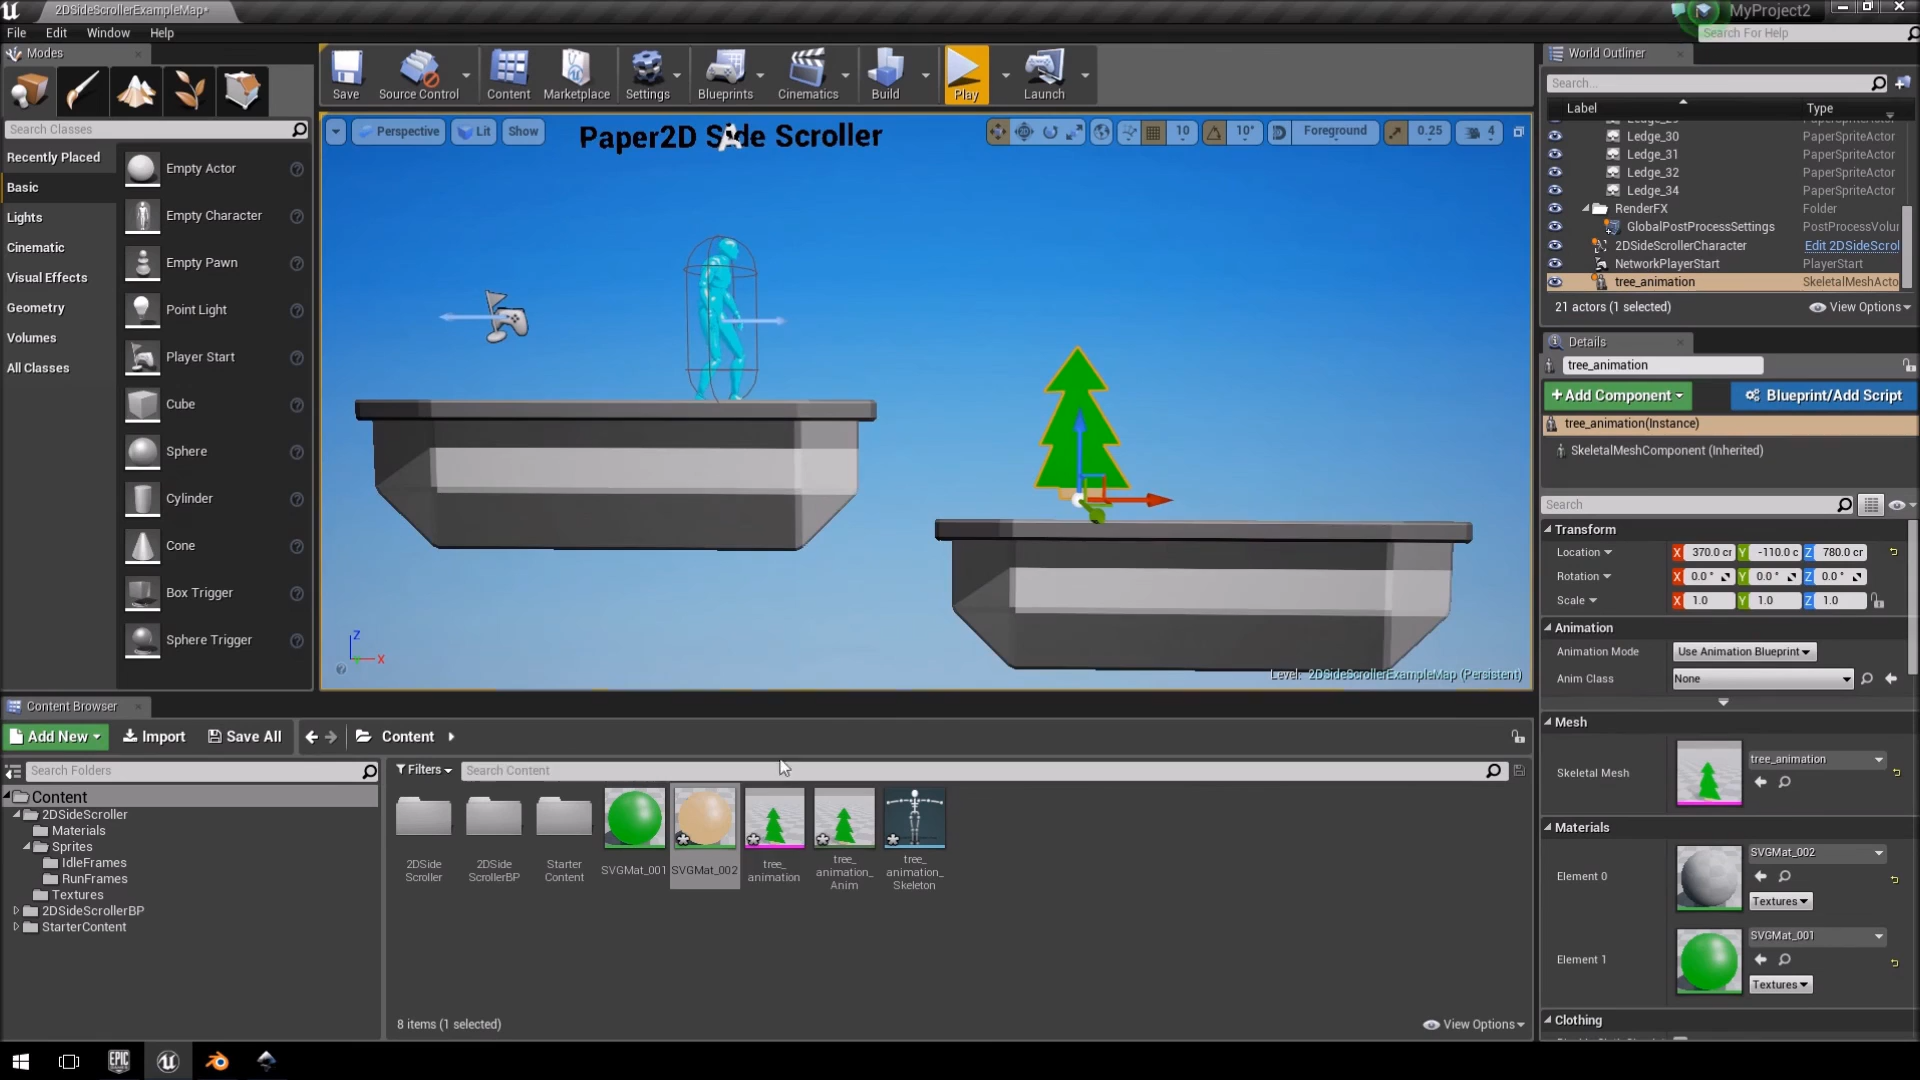 2DSideScrollerExampleMap*
MyProject2
File
Edit
Window
Help
Search For Help
Modes
Search Classes
Recently Placed
Basic
Lights
Cinematic
Visual Effects
Geometry
Volumes
All Classes
Empty Actor
Empty Character
Empty Pawn
Point Light
Player Start
Cube
Sphere
Cylinder
Cone
Box Trigger
Sphere Trigger
Save
Source Control
Content
Marketplace
Settings
Blueprints
Cinematics
Build
Play
Launch
Perspective
Lit
Show
Paper2D Side Scroller
10
10°
Foreground
0.25
4
Z
X
Level: 2DSideScrollerExampleMap (Persistent)
World Outliner
Search...
Label
Type
Ledge_30
PaperSpriteActor
Ledge_31
PaperSpriteActor
Ledge_32
PaperSpriteActor
Ledge_34
PaperSpriteActor
RenderFX
Folder
GlobalPostProcessSettings
PostProcessVolu
2DSideScrollerCharacter
Edit 2DSideScrol
NetworkPlayerStart
PlayerStart
tree_animation
SkeletalMeshActo
21 actors (1 selected)
View Options
Details
tree_animation
+Add Component
Blueprint/Add Script
tree_animation(Instance)
SkeletalMeshComponent (Inherited)
Search
Transform
Location
X 370.0 cr Y -110.0 c Z 780.0 cr
Rotation
X 0.0 ° Y 0.0 ° Z 0.0 °
Scale
X 1.0 Y 1.0 Z 1.0
Animation
Animation Mode
Use Animation Blueprint
Anim Class
None
Mesh
Skeletal Mesh
tree_animation
Materials
Element 0
SVGMat_002
Textures
Element 1
SVGMat_001
Textures
Clothing
Content Browser
Add New
Import
Save All
Content
Search Folders
Content
2DSideScroller
Materials
Sprites
IdleFrames
RunFrames
Textures
2DSideScrollerBP
StarterContent
Filters
Search Content
2DSide
Scroller
2DSide
ScrollerBP
Starter
Content
SVGMat_001
SVGMat_002
tree_
animation
tree_
animation_
Anim
tree_
animation_
Skeleton
8 items (1 selected)
View Options
EPIC